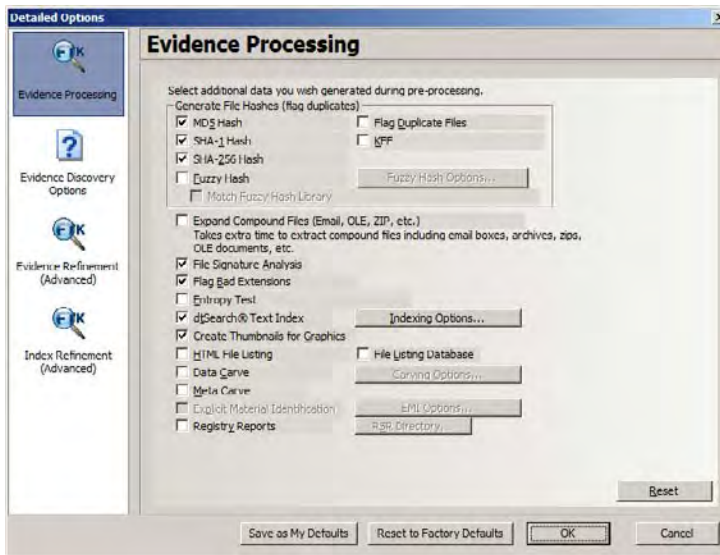 Detailed Options
Evidence Processing
Evidence Discovery
Options
Evidence Refinement
(Advanced)
Index Refinement
(Advanced)
Evidence Processing
Select additional data you wish generated during pre-processing.
Generate File Hashes (flag duplicates)
MD5 Hash
Flag Duplicate Files
SHA-1 Hash
KFF
SHA-256 Hash
Fuzzy Hash
Fuzzy Hash Options...
Match Fuzzy Hash Library
Expand Compound Files (Email, OLE, ZIP, etc.)
Takes extra time to extract compound files including email boxes, archives, zips,
OLE documents, etc.
File Signature Analysis
Flag Bad Extensions
Entropy Test
dtSearch® Text Index
Indexing Options...
Create Thumbnails for Graphics
HTML File Listing
File Listing Database
Data Carve
Carving Options...
Meta Carve
Explicit Material Identification
EMI Options...
Registry Reports
RSR Directory...
Reset
Save as My Defaults
Reset to Factory Defaults
OK
Cancel